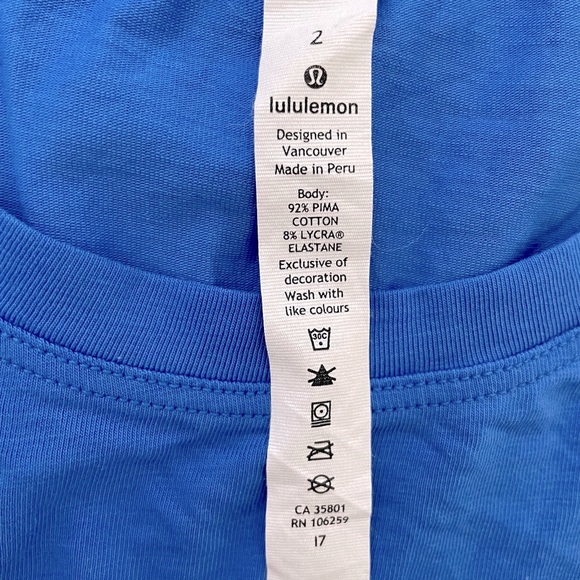 2
lululemon
Designed in
Vancouver
Made in Peru
Body:
92% PIMA
COTTON
8% LYCRA®
ELASTANE
Exclusive of
decoration
Wash with
like colours
30C
CA 35801
RN 106259
17